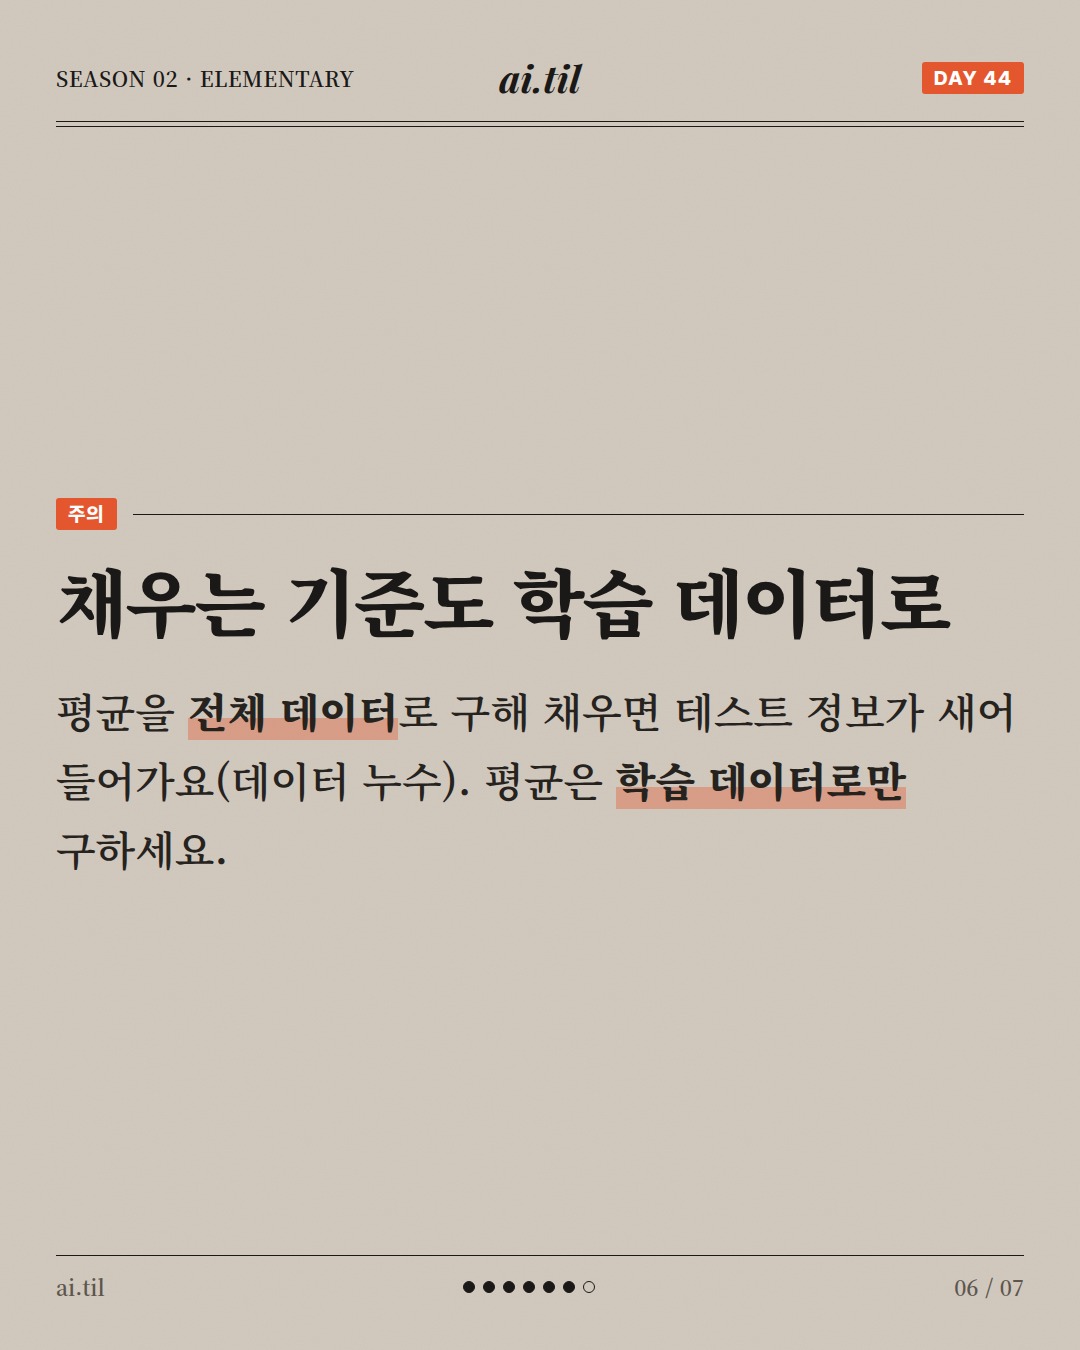 SEASON 02 · ELEMENTARY
ai.til
DAY 44
주의
채우는 기준도 학습 데이터로
평균을 전체 데이터로 구해 채우면 테스트 정보가 새어
들어가요(데이터 누수). 평균은 학습 데이터로만
구하세요.
ai.til
06 / 07